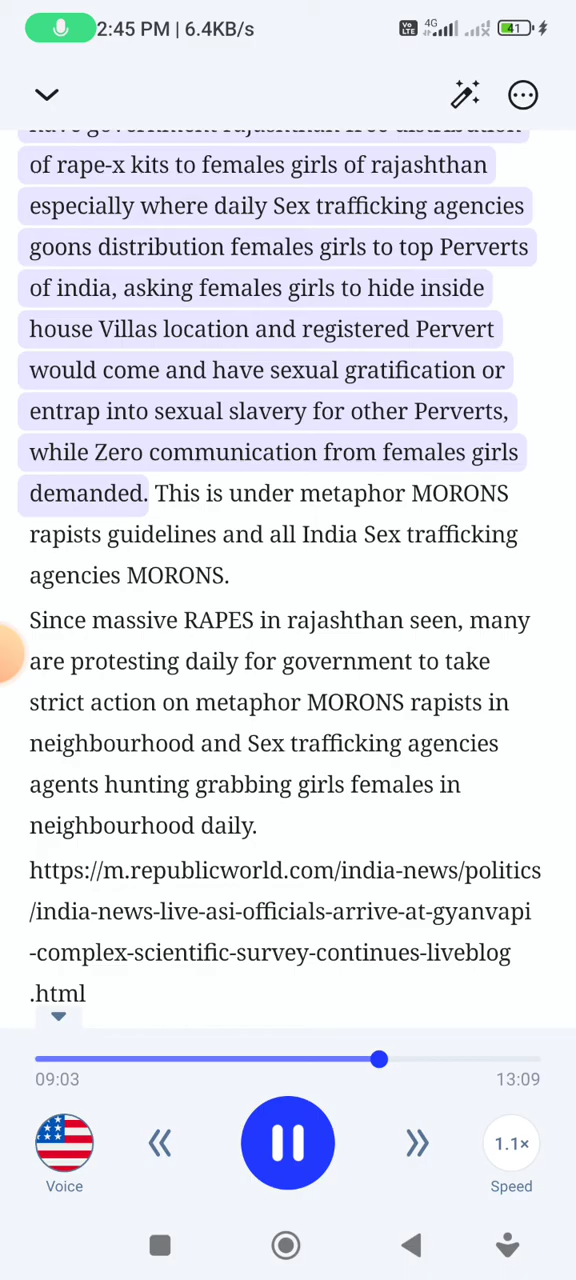 2:45 PM | 6.4KB/s
Vo
LTE
4G
41
of rape-x kits to females girls of rajashthan
especially where daily Sex trafficking agencies
goons distribution females girls to top Perverts
of india, asking females girls to hide inside
house Villas location and registered Pervert
would come and have sexual gratification or
entrap into sexual slavery for other Perverts,
while Zero communication from females girls
demanded. This is under metaphor MORONS
rapists guidelines and all India Sex trafficking
agencies MORONS.
Since massive RAPES in rajashthan seen, many
are protesting daily for government to take
strict action on metaphor MORONS rapists in
neighbourhood and Sex trafficking agencies
agents hunting grabbing girls females in
neighbourhood daily.
https://m.republicworld.com/india-news/politics
/india-news-live-asi-officials-arrive-at-gyanvapi
-complex-scientific-survey-continues-liveblog
.html
09:03
13:09
1.1×
Voice
Speed